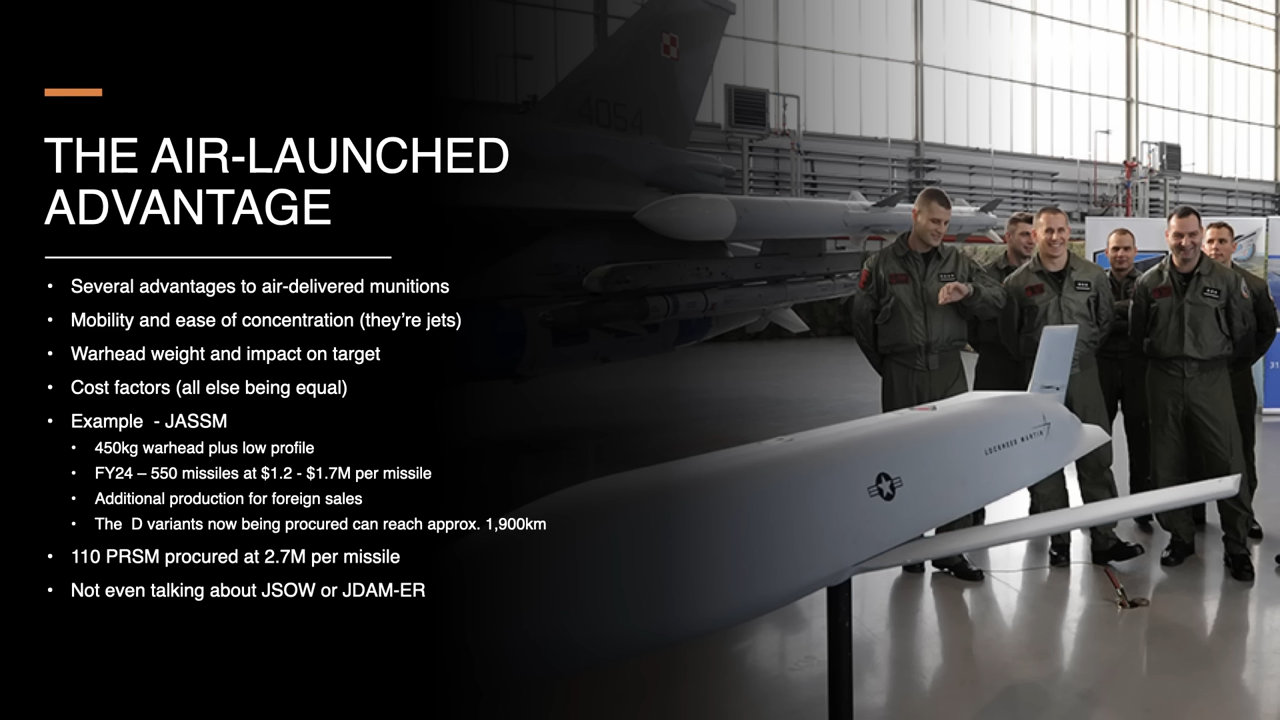 4054
THE AIR-LAUNCHED
ADVANTAGE
• Several advantages to air-delivered munitions
• Mobility and ease of concentration (they're jets)
• Warhead weight and impact on target
• Cost factors (all else being equal)
• Example  - JASSM
• 450kg warhead plus low profile
• FY24 – 550 missiles at $1.2 - $1.7M per missile
• Additional production for foreign sales
• The  D variants now being procured can reach approx. 1,900km
• 110 PRSM procured at 2.7M per missile
• Not even talking about JSOW or JDAM-ER
LOCKHEED MARTIN
31